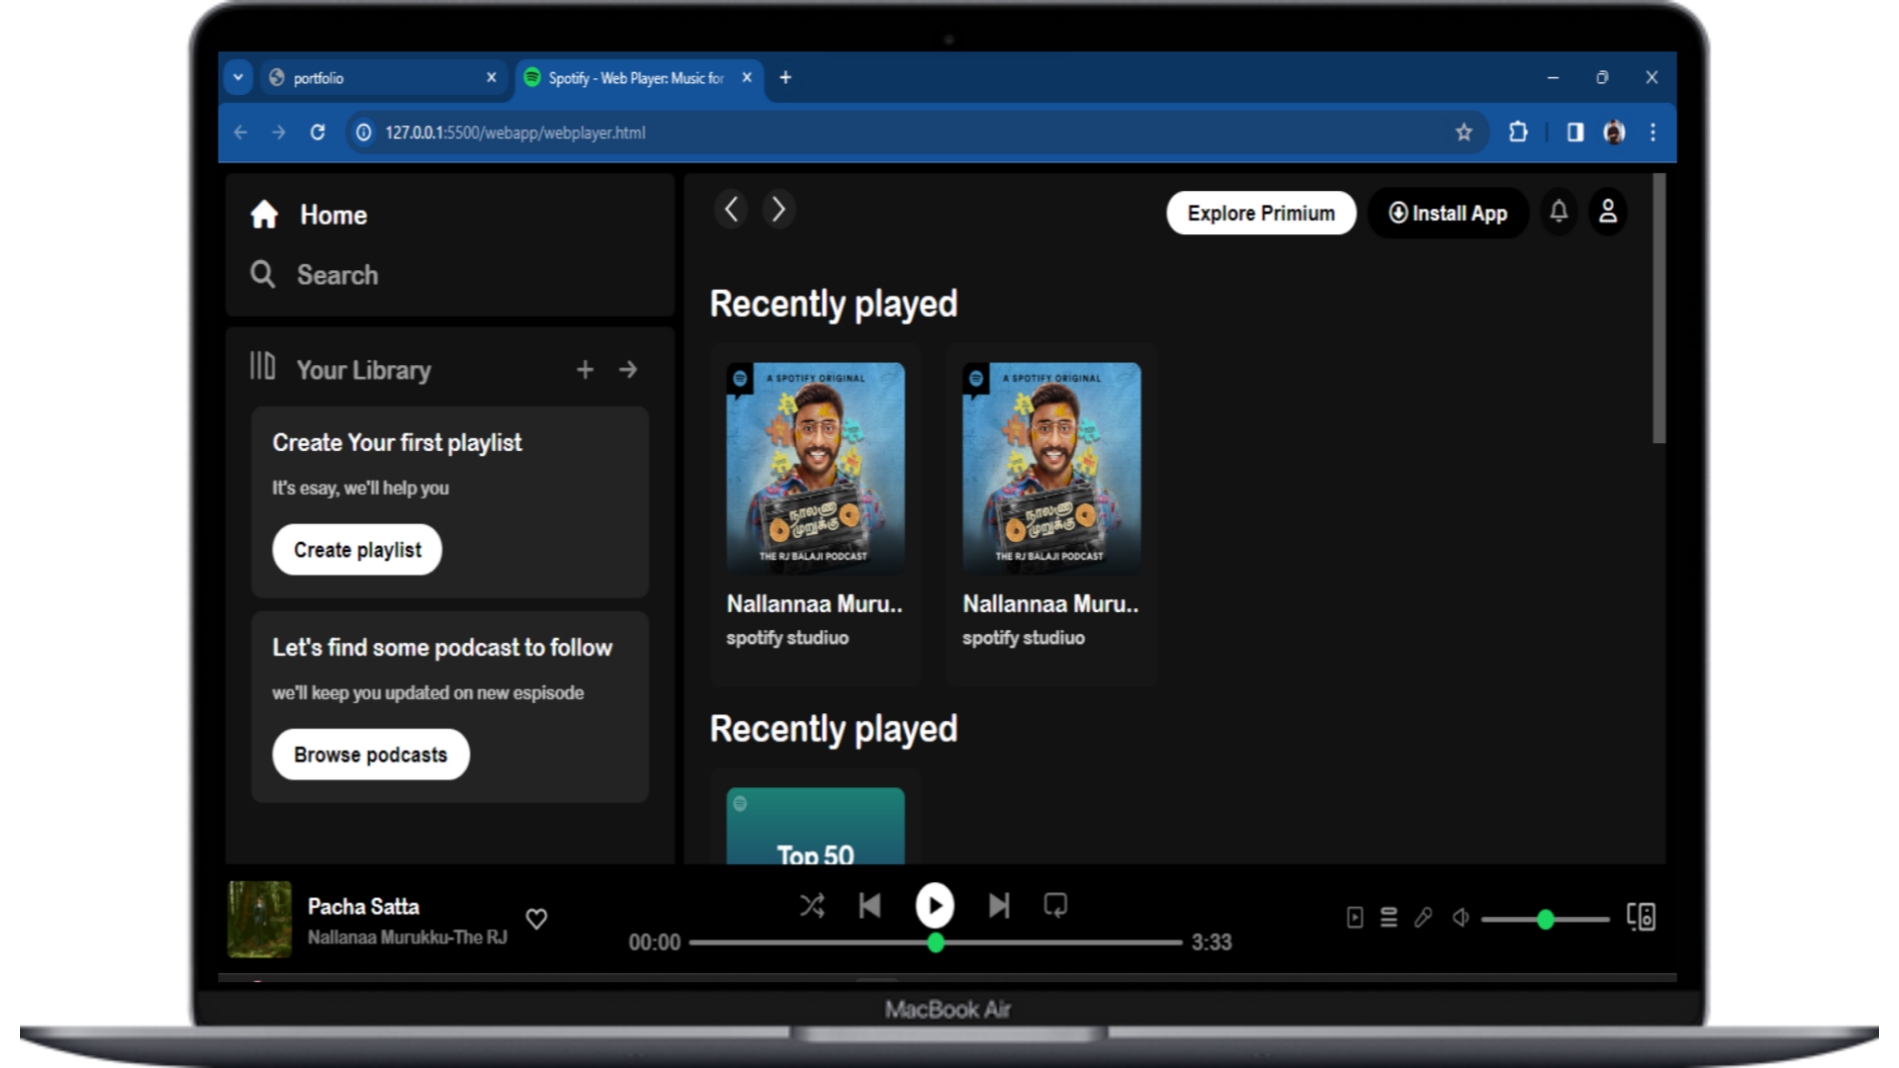 portfolio
Spotify - Web Player: Music for
127.0.0.1:5500/webapp/webplayer.html
Home
Search
Your Library
Create Your first playlist
It's esay, we'll help you
Create playlist
Let's find some podcast to follow
we'll keep you updated on new espisode
Browse podcasts
Explore Primium
Install App
Recently played
A SPOTIFY ORIGINAL
நாலணா
முறுக்கு
THE RJ BALAJI PODCAST
Nallannaa Muru..
spotify studiuo
A SPOTIFY ORIGINAL
நாலணா
முறுக்கு
THE RJ BALAJI PODCAST
Nallannaa Muru..
spotify studiuo
Recently played
Top 50
Pacha Satta
Nallanaa Murukku-The RJ
00:00
3:33
MacBook Air